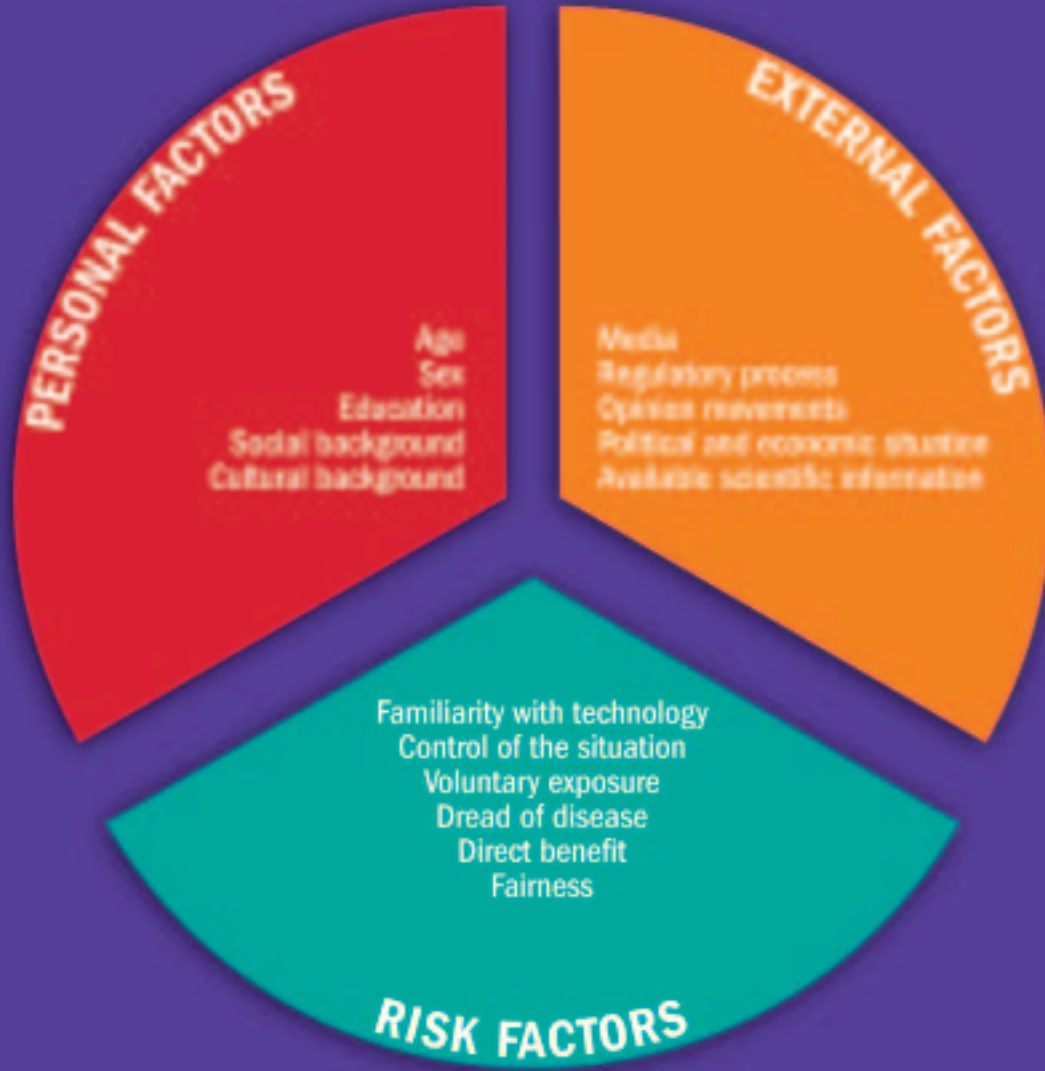 PERSONAL FACTORS
Age
Sex
Education
Social background
Cultural background
EXTERNAL FACTORS
Media
Regulatory process
Opinion movements
Political and economic situation
Available scientific information
Familiarity with technology
Control of the situation
Voluntary exposure
Dread of disease
Direct benefit
Fairness
RISK FACTORS